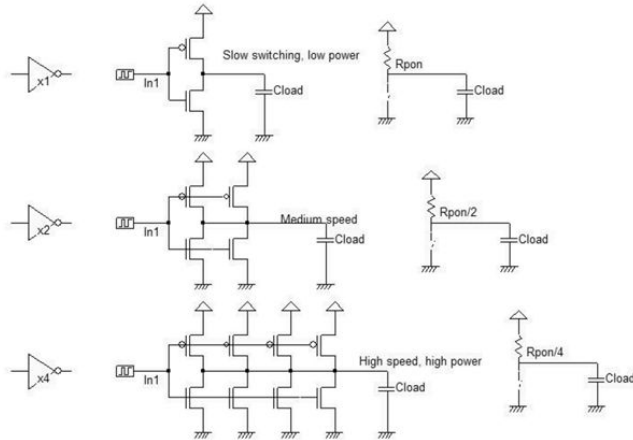 Slow switching, low power
Rpon
x1
In1
Cload
Cload
Medium speed
Rpon/2
x2
In1
Cload
Cload
High speed, high power
Rpon/4
x4
In1
Cload
Cload